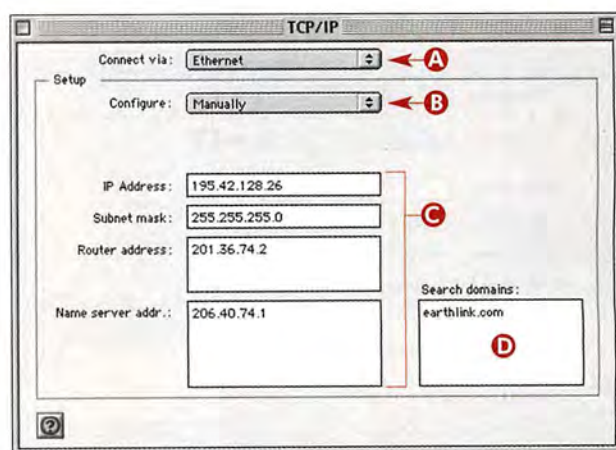 TCP/IP
Connect via: Ethernet A
Setup
Configure: Manually B
IP Address: 195.42.128.26
Subnet mask: 255.255.255.0
C
Router address: 201.36.74.2
Search domains:
Name server addr.: 206.40.74.1
earthlink.com
D
?